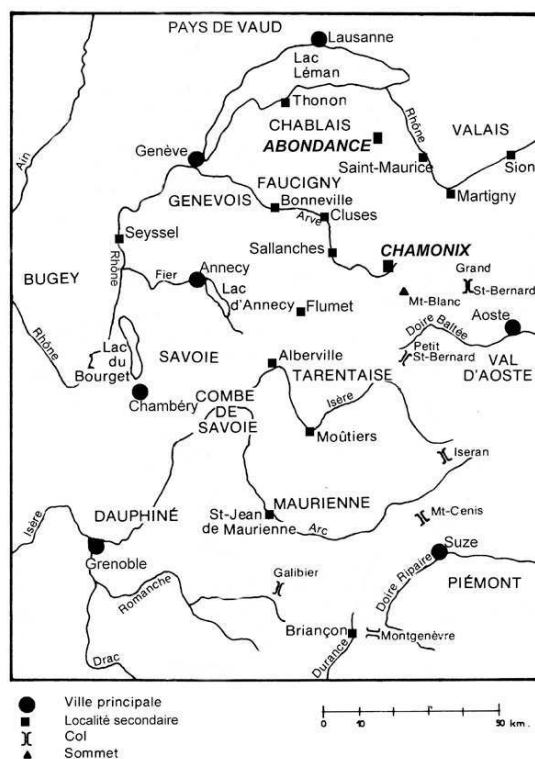 PAYS DE VAUD
Lausanne
Lac
Léman
Thonon
CHABLAIS
ABONDANCE
Rhône
VALAIS
Ain
Genève
Saint-Maurice
Sion
Martigny
FAUCIGNY
GENEVOIS
Bonneville
Arve
Cluses
Seyssel
Sallanches
CHAMONIX
Rhône
Fier
Annecy
Lac
d'Annecy
Flumet
Grand
St-Bernard
Mt-Blanc
BUGEY
Aoste
Doire Baltée
Petit
St-Bernard
VAL
D'AOSTE
Rhône
Lac
du
Bourget
SAVOIE
Alberville
TARENTAISE
Chambéry
COMBE
DE
SAVOIE
Isère
Moûtiers
Iseran
MAURIENNE
St-Jean
de Maurienne
Arc
Mt-Cenis
DAUPHINÉ
Isère
Grenoble
Suze
Galibier
Romanche
Doire Ripaire
PIÉMONT
Briançon
Montgenèvre
Durance
Drac
Ville principale
Localité secondaire
Col
Sommet
0 10 30 50 km.